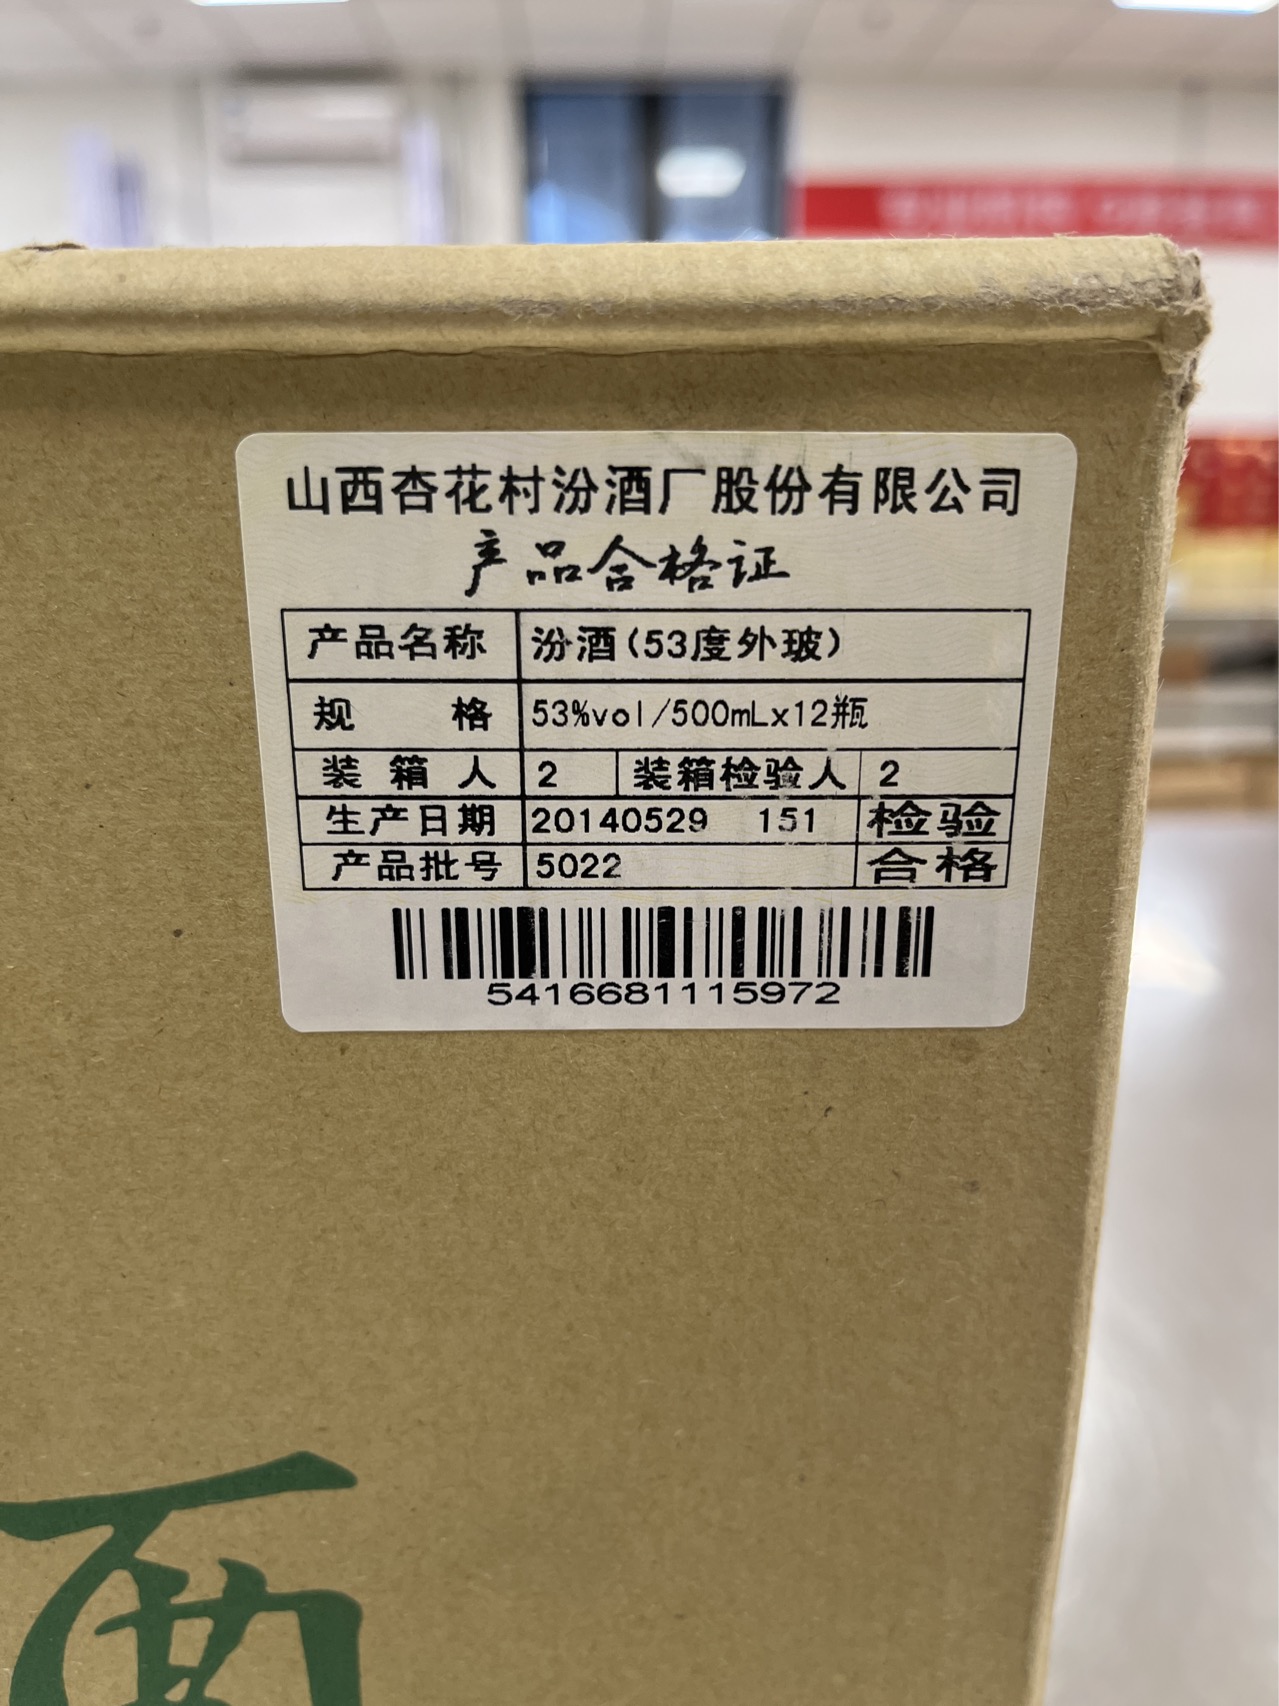 山西杏花村汾酒厂股份有限公司
产品合格证
产品名称 汾酒(53度外玻)
规 格 53%vol/500mLx12瓶
装 箱 人 2 装箱检验人 2
生产日期 20140529 151 检验
产品批号 5022 合格
5416681115972
西